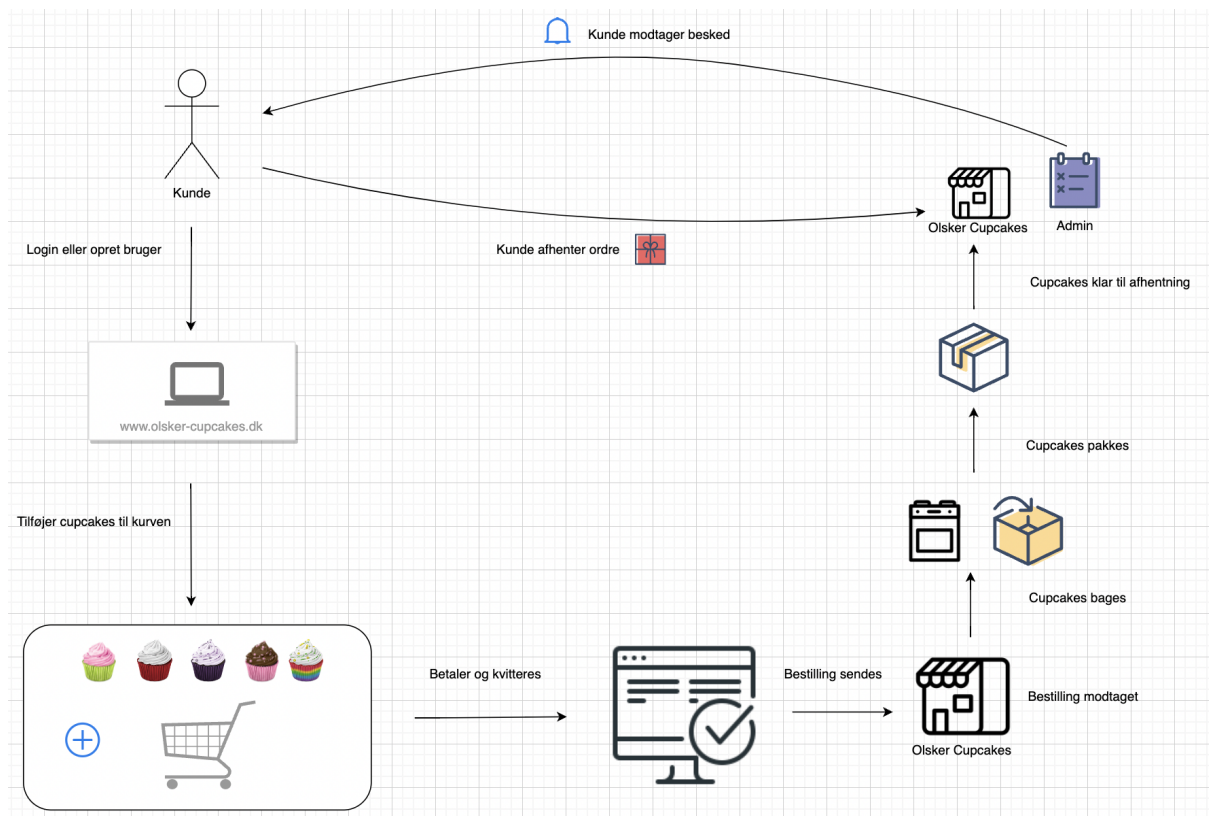 Kunde modtager besked
Kunde
Olsker Cupcakes
Admin
Login eller opret bruger
Kunde afhenter ordre
Cupcakes klar til afhentning
www.olsker-cupcakes.dk
Cupcakes pakkes
Tilføjer cupcakes til kurven
Cupcakes bages
Betaler og kvitteres
Bestilling sendes
Bestilling modtaget
Olsker Cupcakes